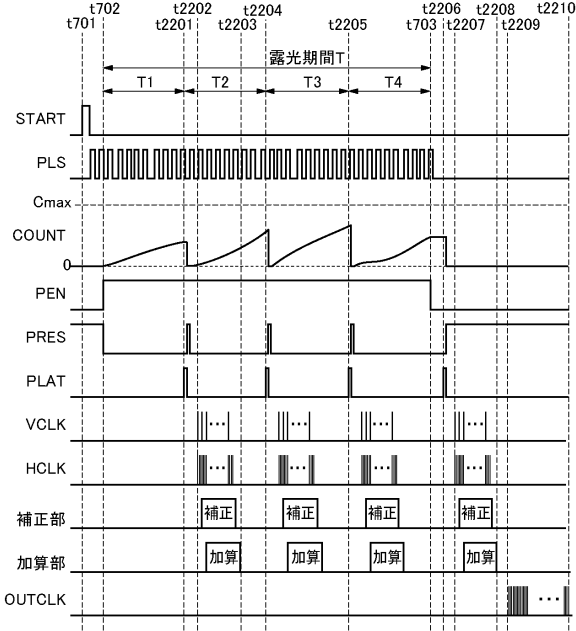 t702 t2202 t2204 t2206 t2208 t2210
t701 t2201 t2203 t2205 t703 t2207 t2209
露光期間T
T1 T2 T3 T4
START
PLS
Cmax
COUNT
0
PEN
PRES
PLAT
VCLK ••• ••• ••• •••
HCLK ••• ••• ••• •••
補正部 補正 補正 補正 補正
加算部 加算 加算 加算 加算
OUTCLK •••